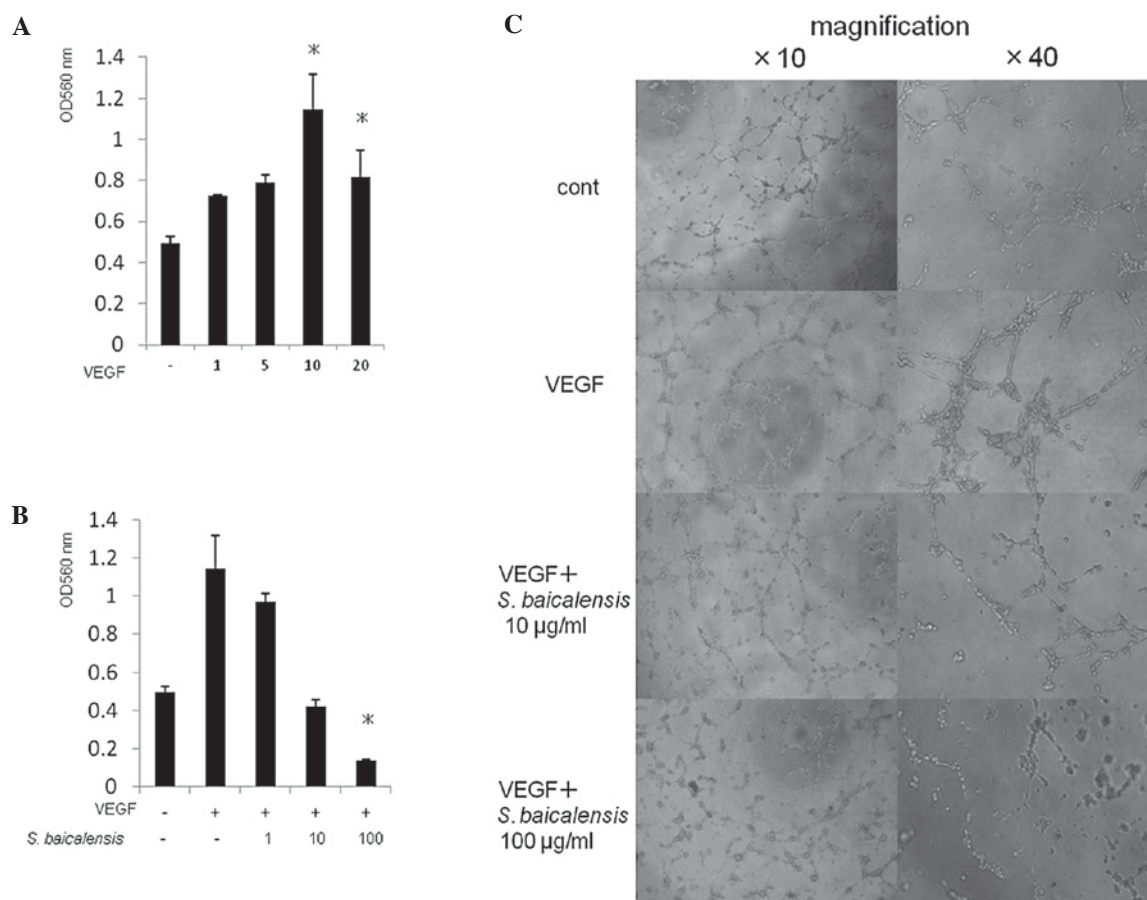 A
OD560 nm
1.4
1.2
1
0.8
0.6
0.4
0.2
0
*
*
VEGF - 1 5 10 20
B
OD560 nm
1.4
1.2
1
0.8
0.6
0.4
0.2
0
*
VEGF - + + + +
S. baicalensis - - 1 10 100
C
magnification
×10 ×40
cont
VEGF
VEGF+
S. baicalensis
10 µg/ml
VEGF+
S. baicalensis
100 µg/ml